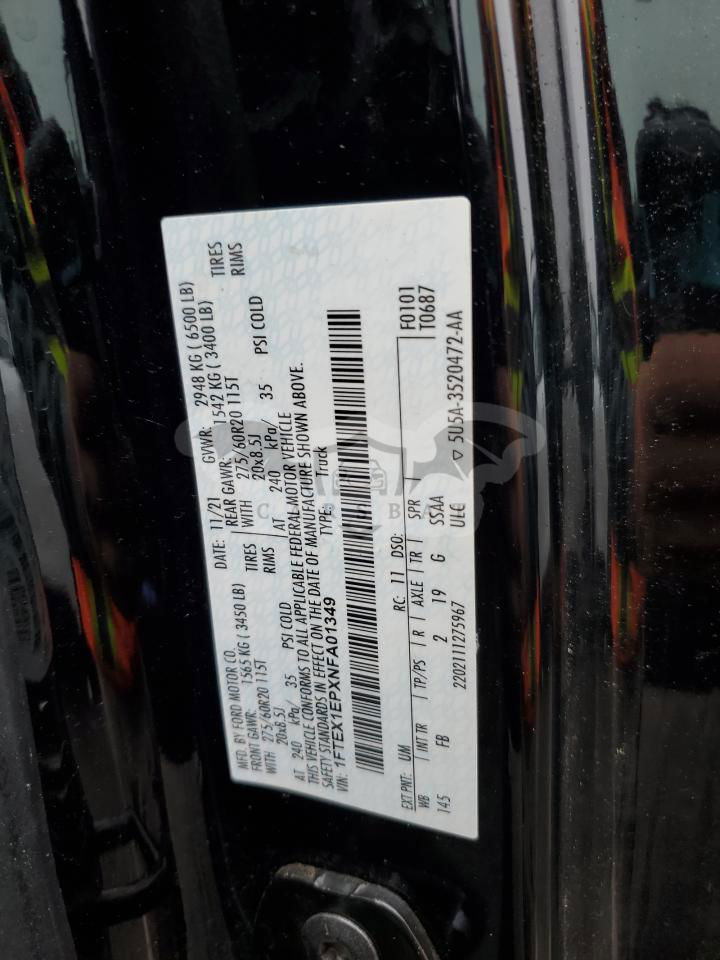 MFD. BY FORD MOTOR CO.
DATE: 11/21 GVWR: 2948 KG ( 6500 LB)
FRONT GAWR: 1565 KG ( 3450 LB) REAR GAWR: 1542 KG ( 3400 LB)
WITH 275/60R20 115T TIRES WITH 275/60R20 115T TIRES
20x8.5J RIMS 20x8.5J RIMS
AT 240 kPa/ 35 PSI COLD AT 240 kPa/ 35 PSI COLD
THIS VEHICLE CONFORMS TO ALL APPLICABLE FEDERAL MOTOR VEHICLE
SAFETY STANDARDS IN EFFECT ON THE DATE OF MANUFACTURE SHOWN ABOVE.
VIN: 1FTEX1EPXNFA01349 TYPE: Truck
EXT PNT: UM RC: 11 DSO: F0101
WB INT TR TP/PS R AXLE TR SPR T0687
145 FB 2 19 G SSAA
2202111275967 ULC ▽ 5U5A-3520472-AA